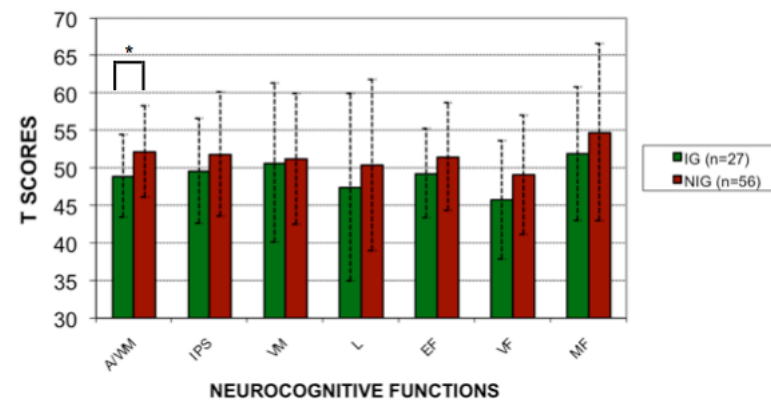 *
70
65
60
55
50
45
40
35
30
T SCORES
A/WM
IPS
VM
L
EF
VF
MF
NEUROCOGNITIVE FUNCTIONS
IG (n=27)
NIG (n=56)